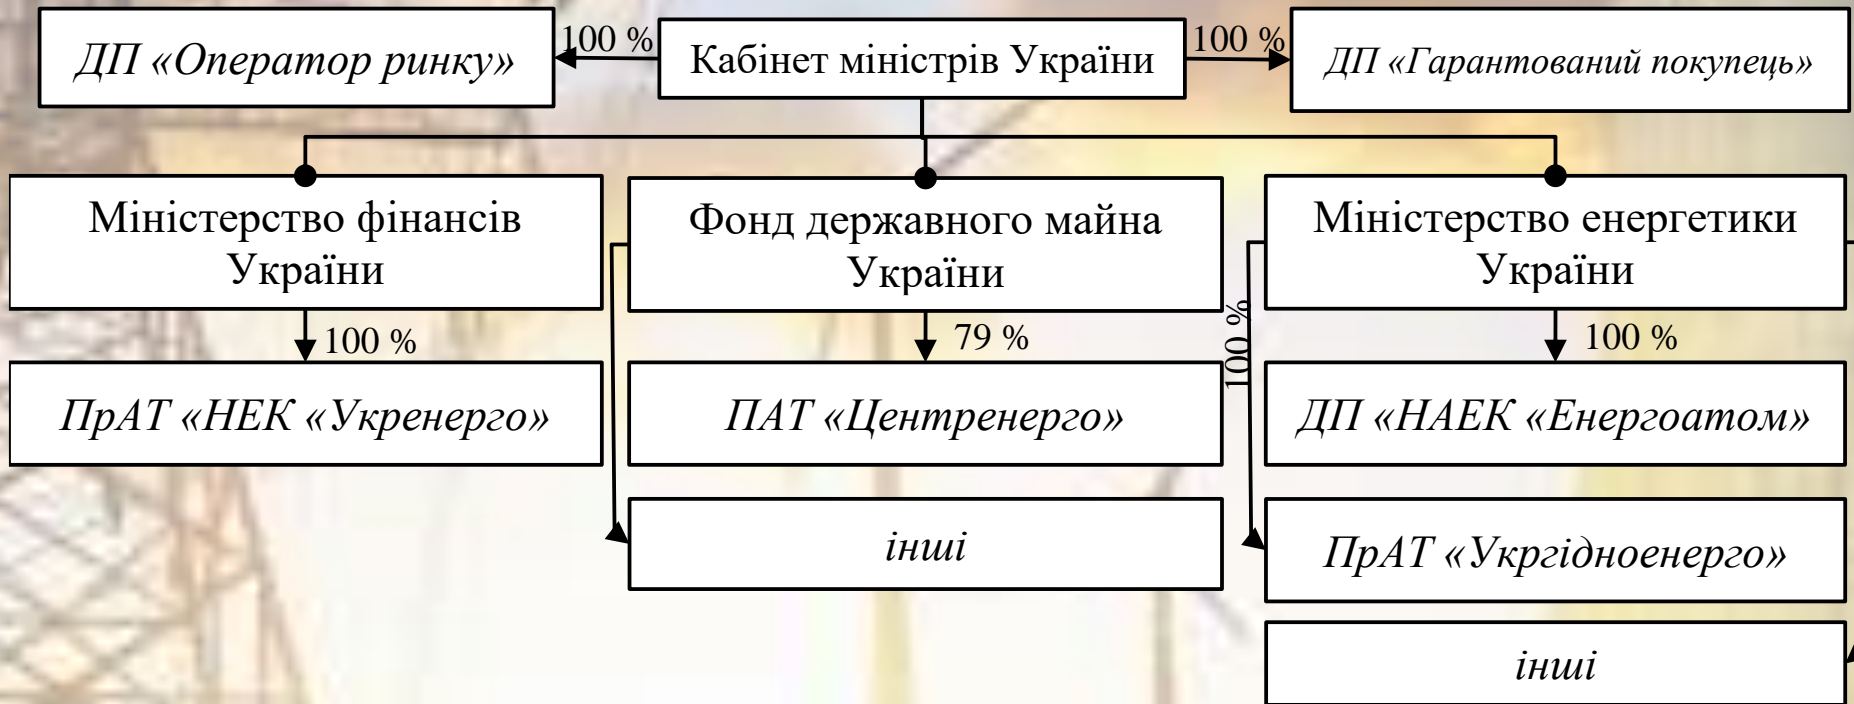 ДП «Оператор ринку»
100 %
Кабінет міністрів України
100 %
ДП «Гарантований покупець»
Міністерство фінансів
України
Фонд державного майна
України
Міністерство енергетики
України
100 %
79 %
100 %
100 %
ПрАТ «НЕК «Укренерго»
ПАТ «Центренерго»
ДП «НАЕК «Енергоатом»
інші
ПрАТ «Укргідноенерго»
інші